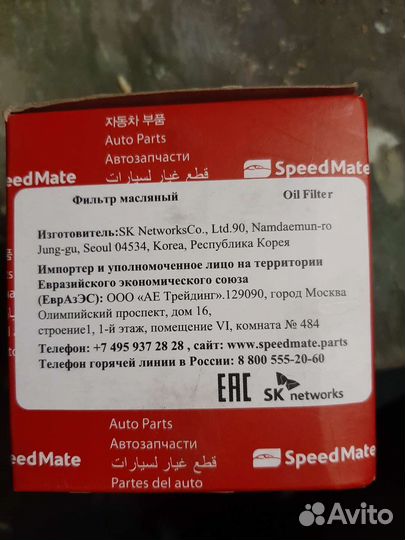 자동차 부품
Auto Parts
Автозапчасти
قطع غيار لسيارات
eedMate
SpeedMate
Фильтр масляный Oil Filter
Изготовитель:SK NetworksCo., Ltd.90, Namdaemun-ro
Jung-gu, Seoul 04534, Korea, Республика Корея
Импортер и уполномоченное лицо на территории
Евразийского экономического союза
(ЕврАзЭС): ООО «АЕ Трейдинг».129090, город Москва
Олимпийский проспект, дом 16,
строение1, 1-й этаж, помещение VI, комната № 484
Телефон: +7 495 937 28 28 , сайт: www.speedmate.parts
Телефон горячей линии в России: 8 800 555-20-60
EAC
SK networks
Auto Parts
Автозапчасти
قطع غيار لسيارات
Partes del auto
eedMate
SpeedMate
Avito